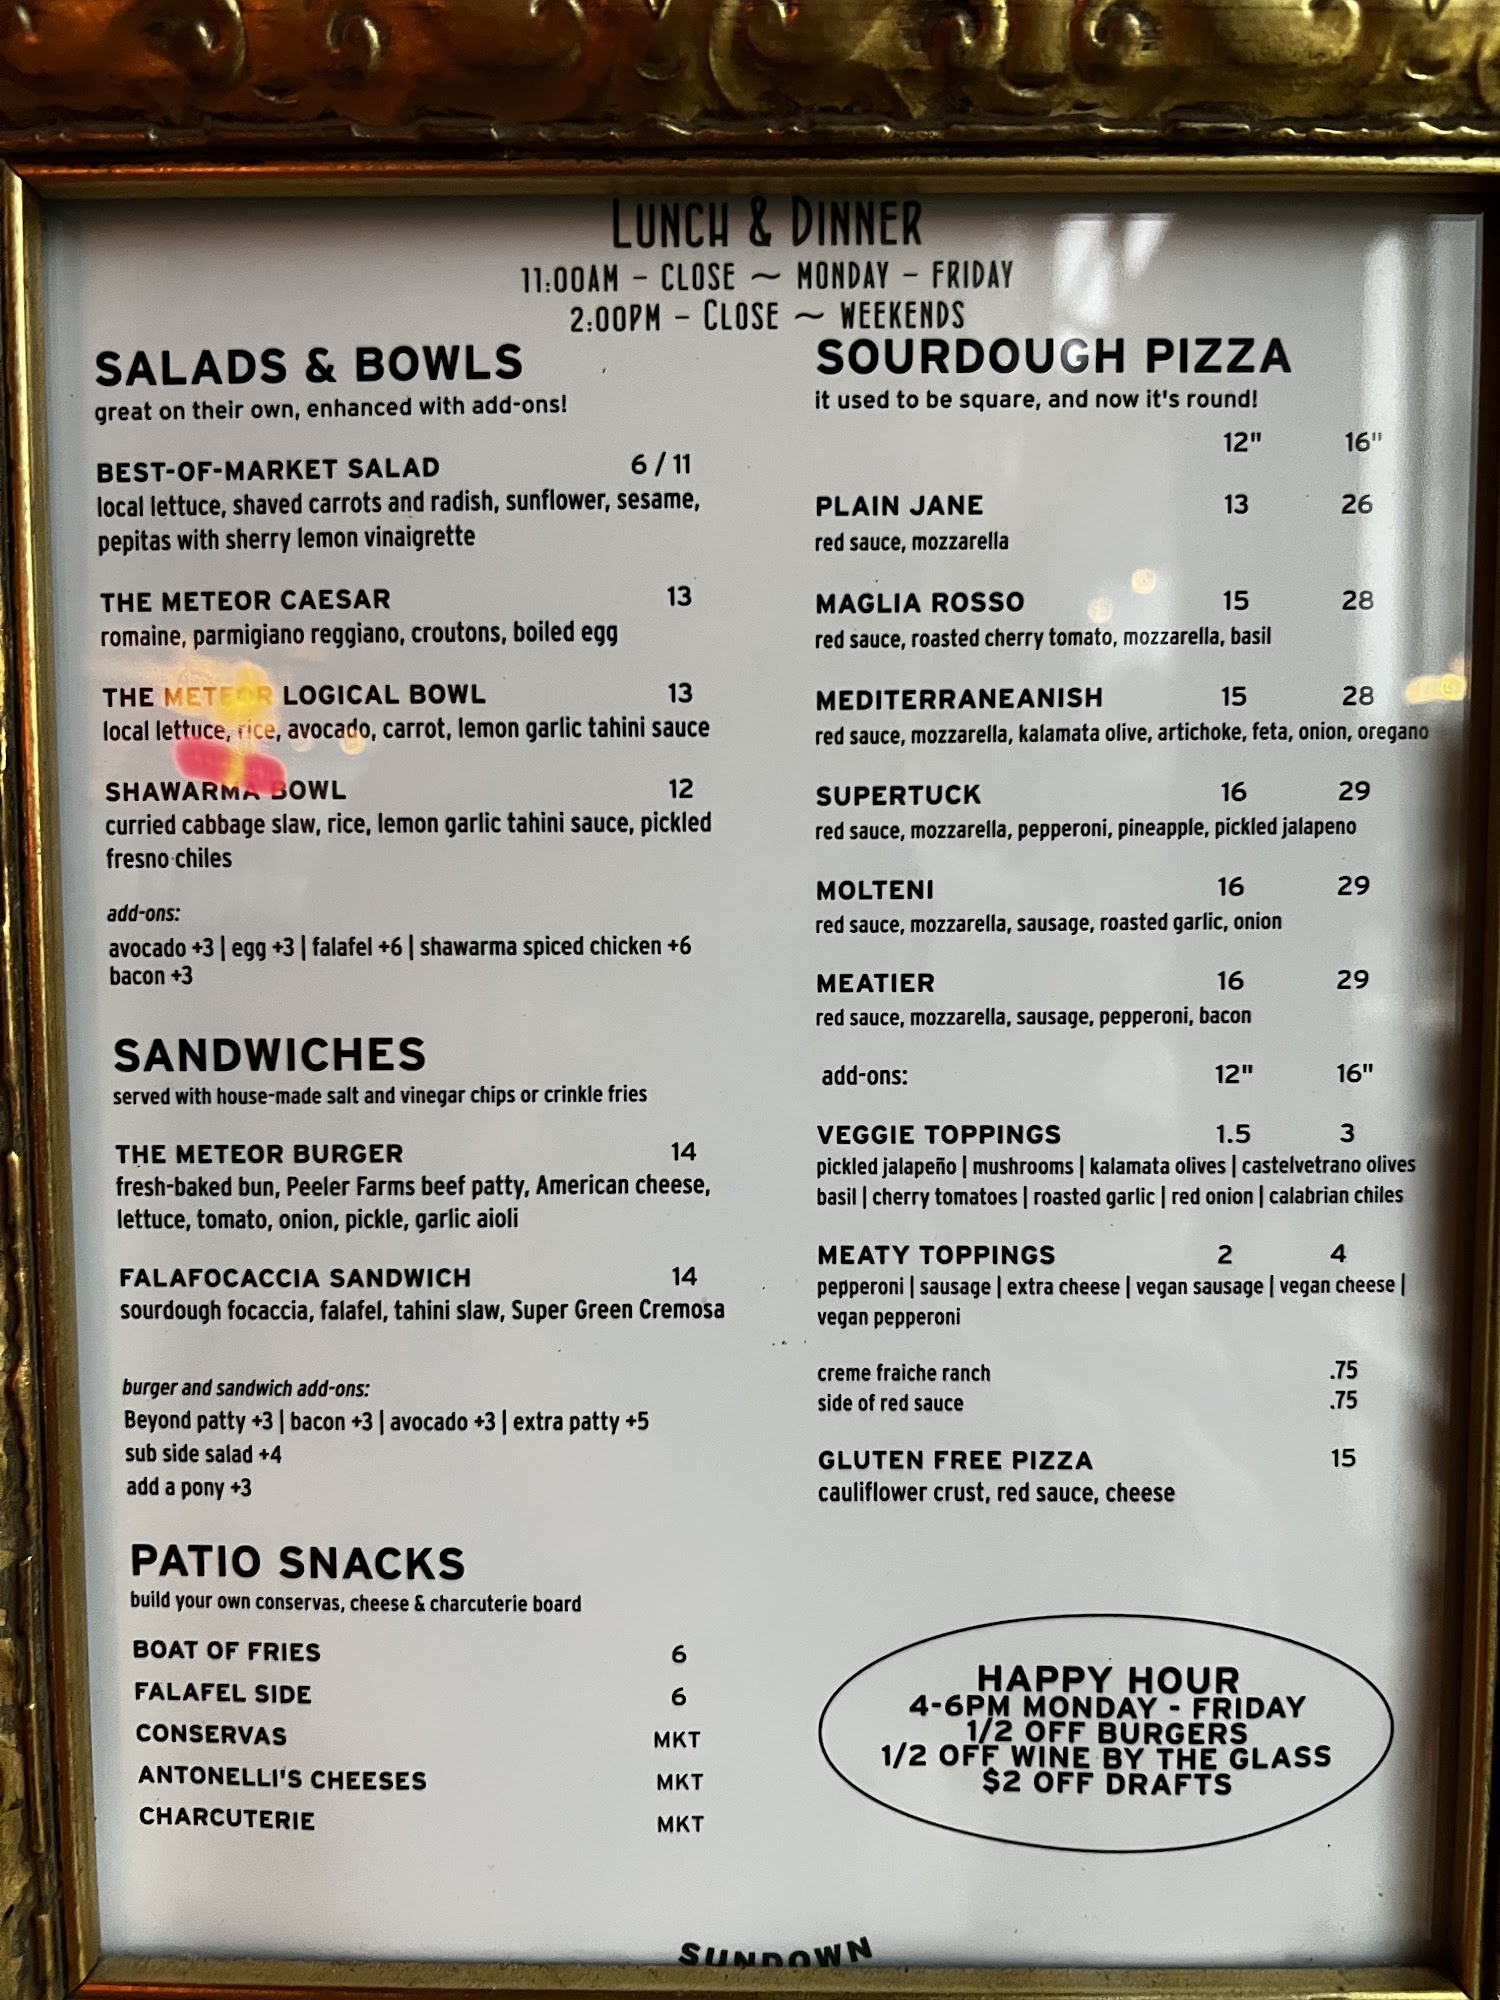 LUNCH & DINNER
11:00AM – CLOSE ~ MONDAY – FRIDAY
2:00PM – CLOSE ~ WEEKENDS
SALADS & BOWLS
great on their own, enhanced with add-ons!
BEST-OF-MARKET SALAD 6 / 11
local lettuce, shaved carrots and radish, sunflower, sesame,
pepitas with sherry lemon vinaigrette
THE METEOR CAESAR 13
romaine, parmigiano reggiano, croutons, boiled egg
THE METEOR LOGICAL BOWL 13
local lettuce, rice, avocado, carrot, lemon garlic tahini sauce
SHAWARMA BOWL 12
curried cabbage slaw, rice, lemon garlic tahini sauce, pickled
fresno chiles
add-ons:
avocado +3 | egg +3 | falafel +6 | shawarma spiced chicken +6
bacon +3
SANDWICHES
served with house-made salt and vinegar chips or crinkle fries
THE METEOR BURGER 14
fresh-baked bun, Peeler Farms beef patty, American cheese,
lettuce, tomato, onion, pickle, garlic aioli
FALAFOCACCIA SANDWICH 14
sourdough focaccia, falafel, tahini slaw, Super Green Cremosa
burger and sandwich add-ons:
Beyond patty +3 | bacon +3 | avocado +3 | extra patty +5
sub side salad +4
add a pony +3
PATIO SNACKS
build your own conservas, cheese & charcuterie board
BOAT OF FRIES 6
FALAFEL SIDE 6
CONSERVAS MKT
ANTONELLI'S CHEESES MKT
CHARCUTERIE MKT
SOURDOUGH PIZZA
it used to be square, and now it's round!
12" 16"
PLAIN JANE 13 26
red sauce, mozzarella
MAGLIA ROSSO 15 28
red sauce, roasted cherry tomato, mozzarella, basil
MEDITERRANEANISH 15 28
red sauce, mozzarella, kalamata olive, artichoke, feta, onion, oregano
SUPERTUCK 16 29
red sauce, mozzarella, pepperoni, pineapple, pickled jalapeno
MOLTENI 16 29
red sauce, mozzarella, sausage, roasted garlic, onion
MEATIER 16 29
red sauce, mozzarella, sausage, pepperoni, bacon
add-ons: 12" 16"
VEGGIE TOPPINGS 1.5 3
pickled jalapeño | mushrooms | kalamata olives | castelvetrano olives
basil | cherry tomatoes | roasted garlic | red onion | calabrian chiles
MEATY TOPPINGS 2 4
pepperoni | sausage | extra cheese | vegan sausage | vegan cheese |
vegan pepperoni
creme fraiche ranch .75
side of red sauce .75
GLUTEN FREE PIZZA 15
cauliflower crust, red sauce, cheese
HAPPY HOUR
4-6PM MONDAY - FRIDAY
1/2 OFF BURGERS
1/2 OFF WINE BY THE GLASS
$2 OFF DRAFTS
SUNDOWN